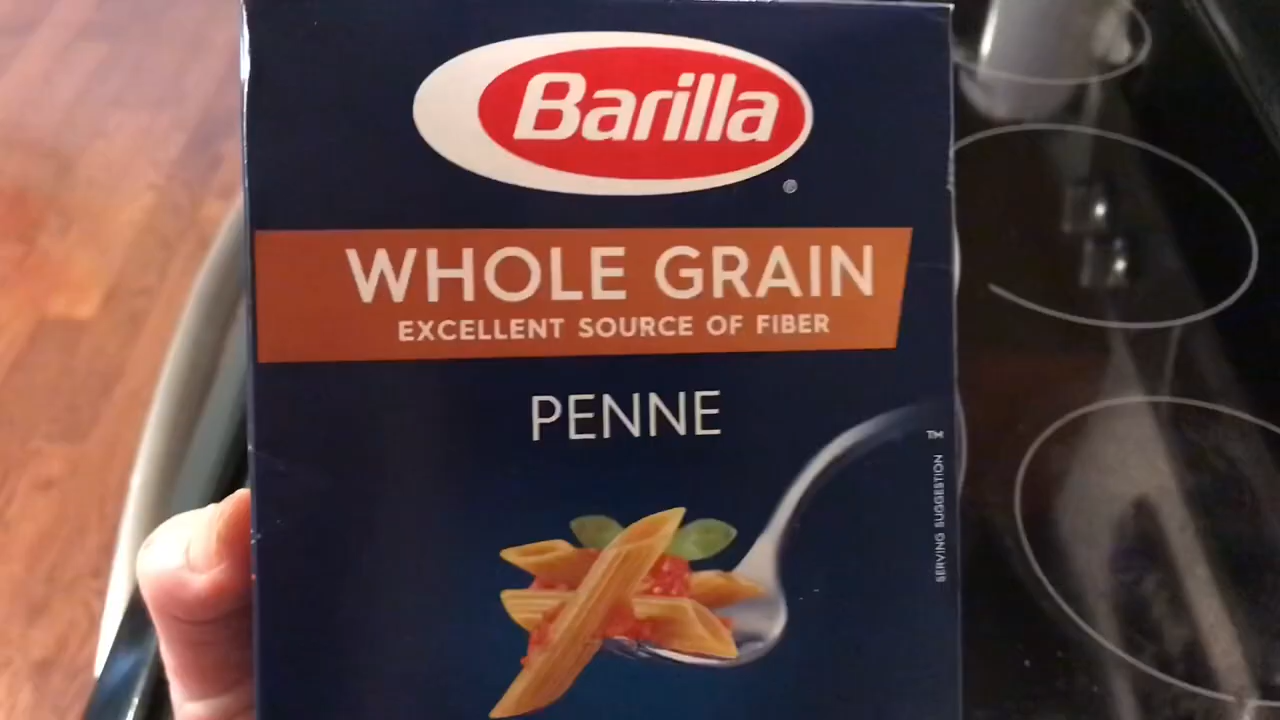 Barilla
®
WHOLE GRAIN
EXCELLENT SOURCE OF FIBER
PENNE
TM
SERVING SUGGESTION